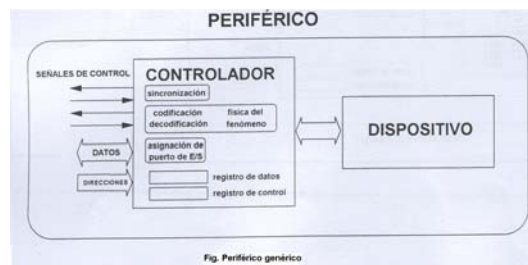 PERIFÉRICO
SEÑALES DE CONTROL
CONTROLADOR
sincronización
codificación física del
decodificación fenómeno
DATOS
asignación de
puerto de E/S
DIRECCIONES
registro de datos
registro de control
DISPOSITIVO
Fig. Periférico genérico